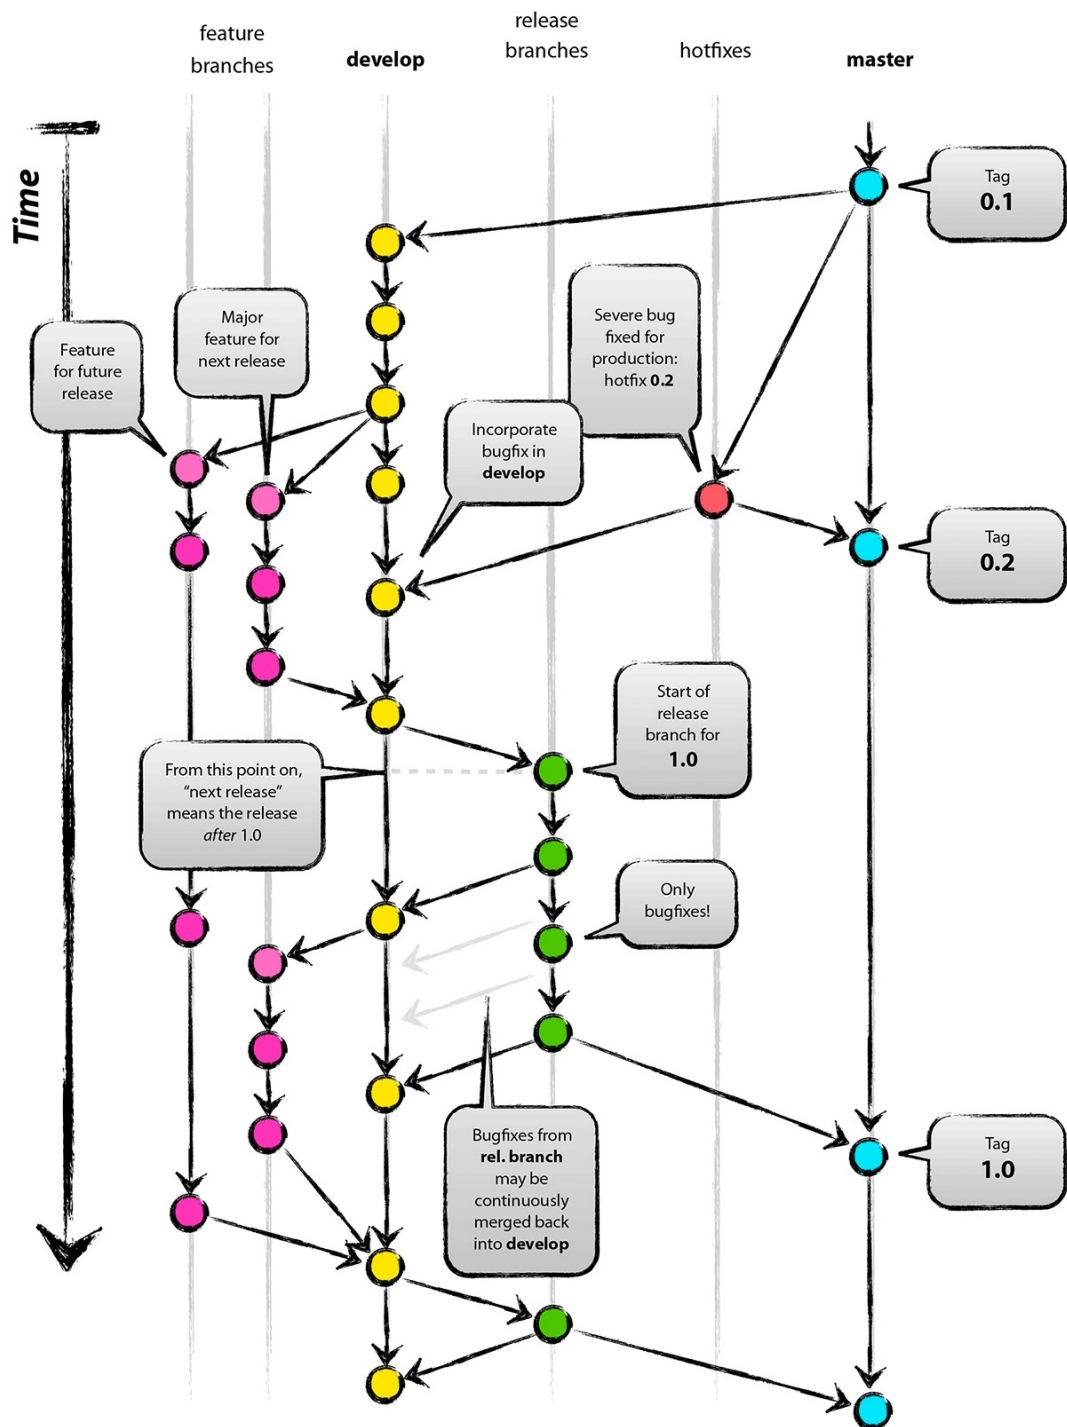 feature
branches
develop
release
branches
hotfixes
master
Time
Tag
0.1
Major
feature for
next release
Severe bug
fixed for
production:
hotfix 0.2
Feature
for future
release
Incorporate
bugfix in
develop
Tag
0.2
Start of
release
branch for
1.0
From this point on,
“next release”
means the release
after 1.0
Only
bugfixes!
Bugfixes from
rel. branch
may be
continuously
merged back
into develop
Tag
1.0